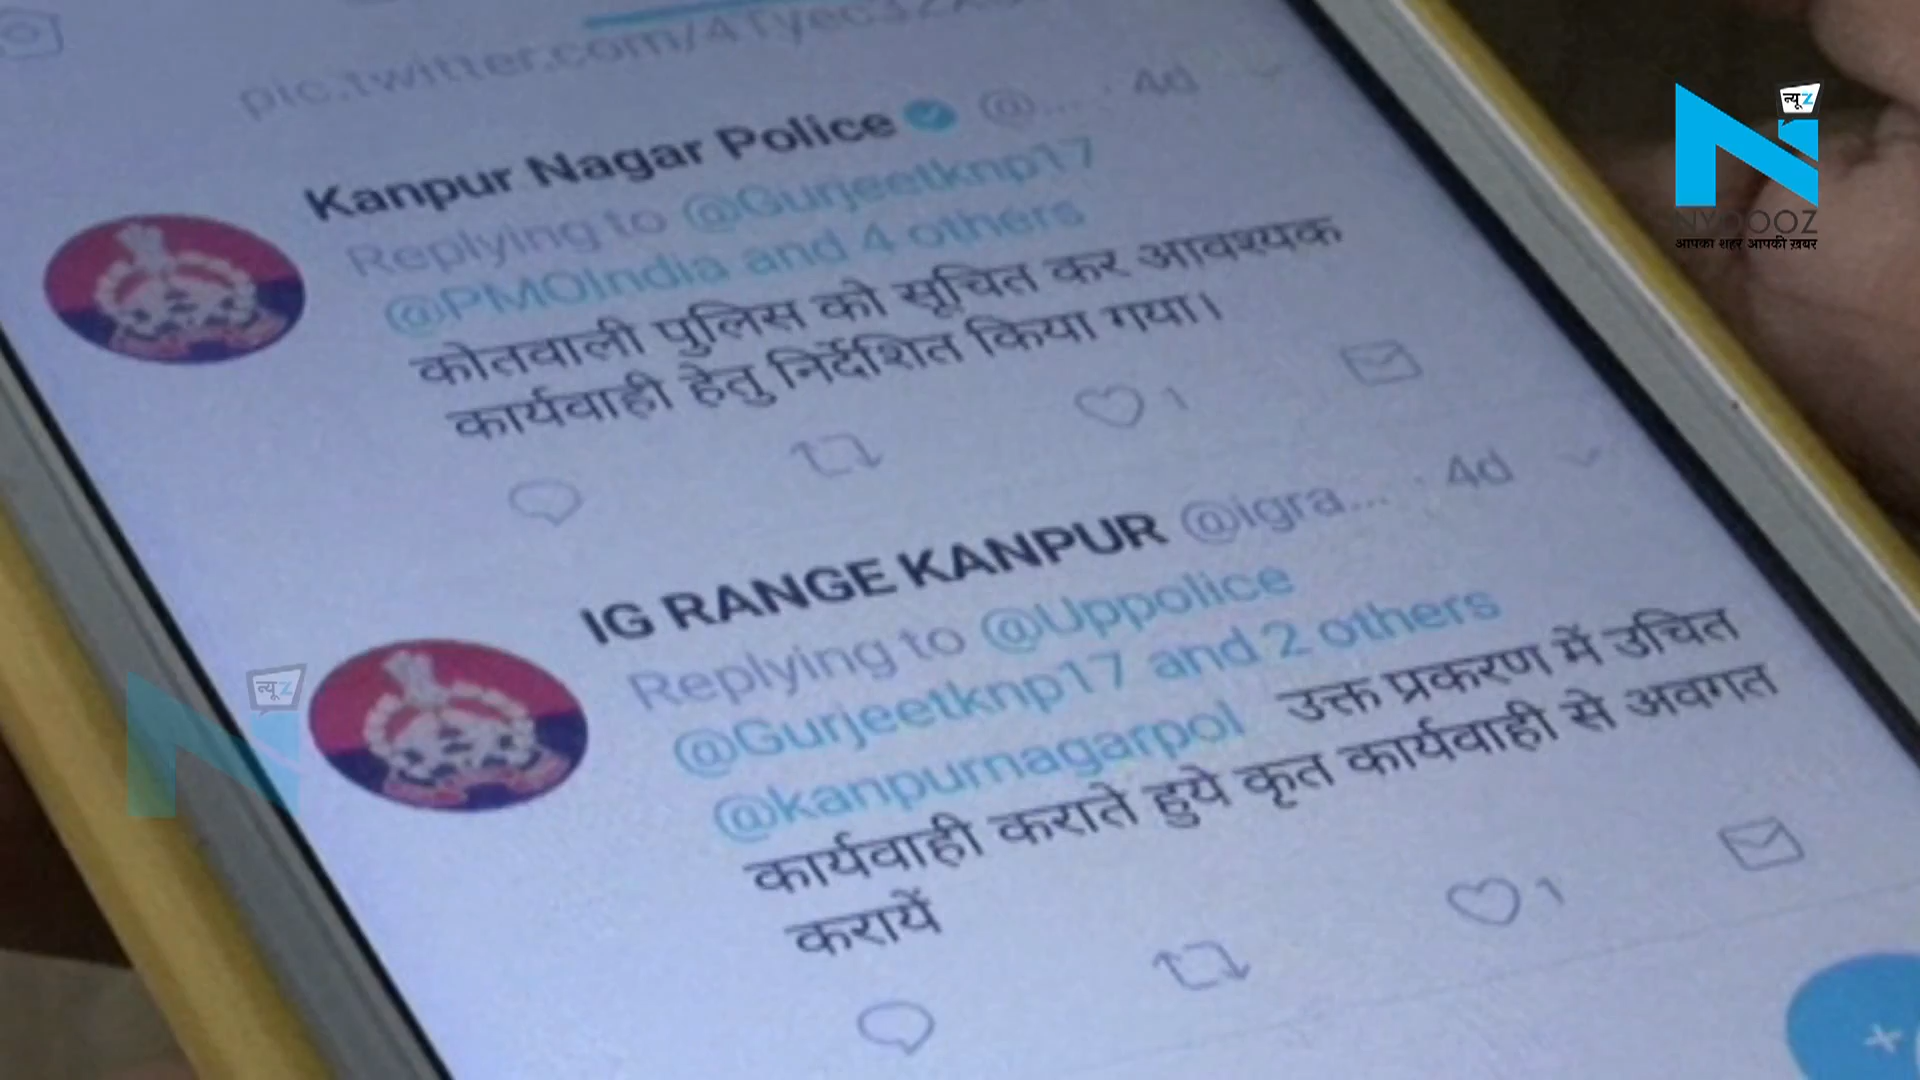 pic.twitter.com/4Tyec3ZX
Kanpur Nagar Police @... · 4d
Replying to @Gurjeetknp17
@PMOIndia and 4 others
कोतवाली पुलिस को सूचित कर आवश्यक
कार्यवाही हेतु निर्देशित किया गया।
1
IG RANGE KANPUR @igra... · 4d
Replying to @Uppolice
@Gurjeetknp17 and 2 others
@kanpurnagarpol उक्त प्रकरण में उचित
कार्यवाही कराते हुये कृत कार्यवाही से अवगत
करायें
1
न्यूZ
NYOOOZ
आपका शहर आपकी ख़बर
न्यूZ